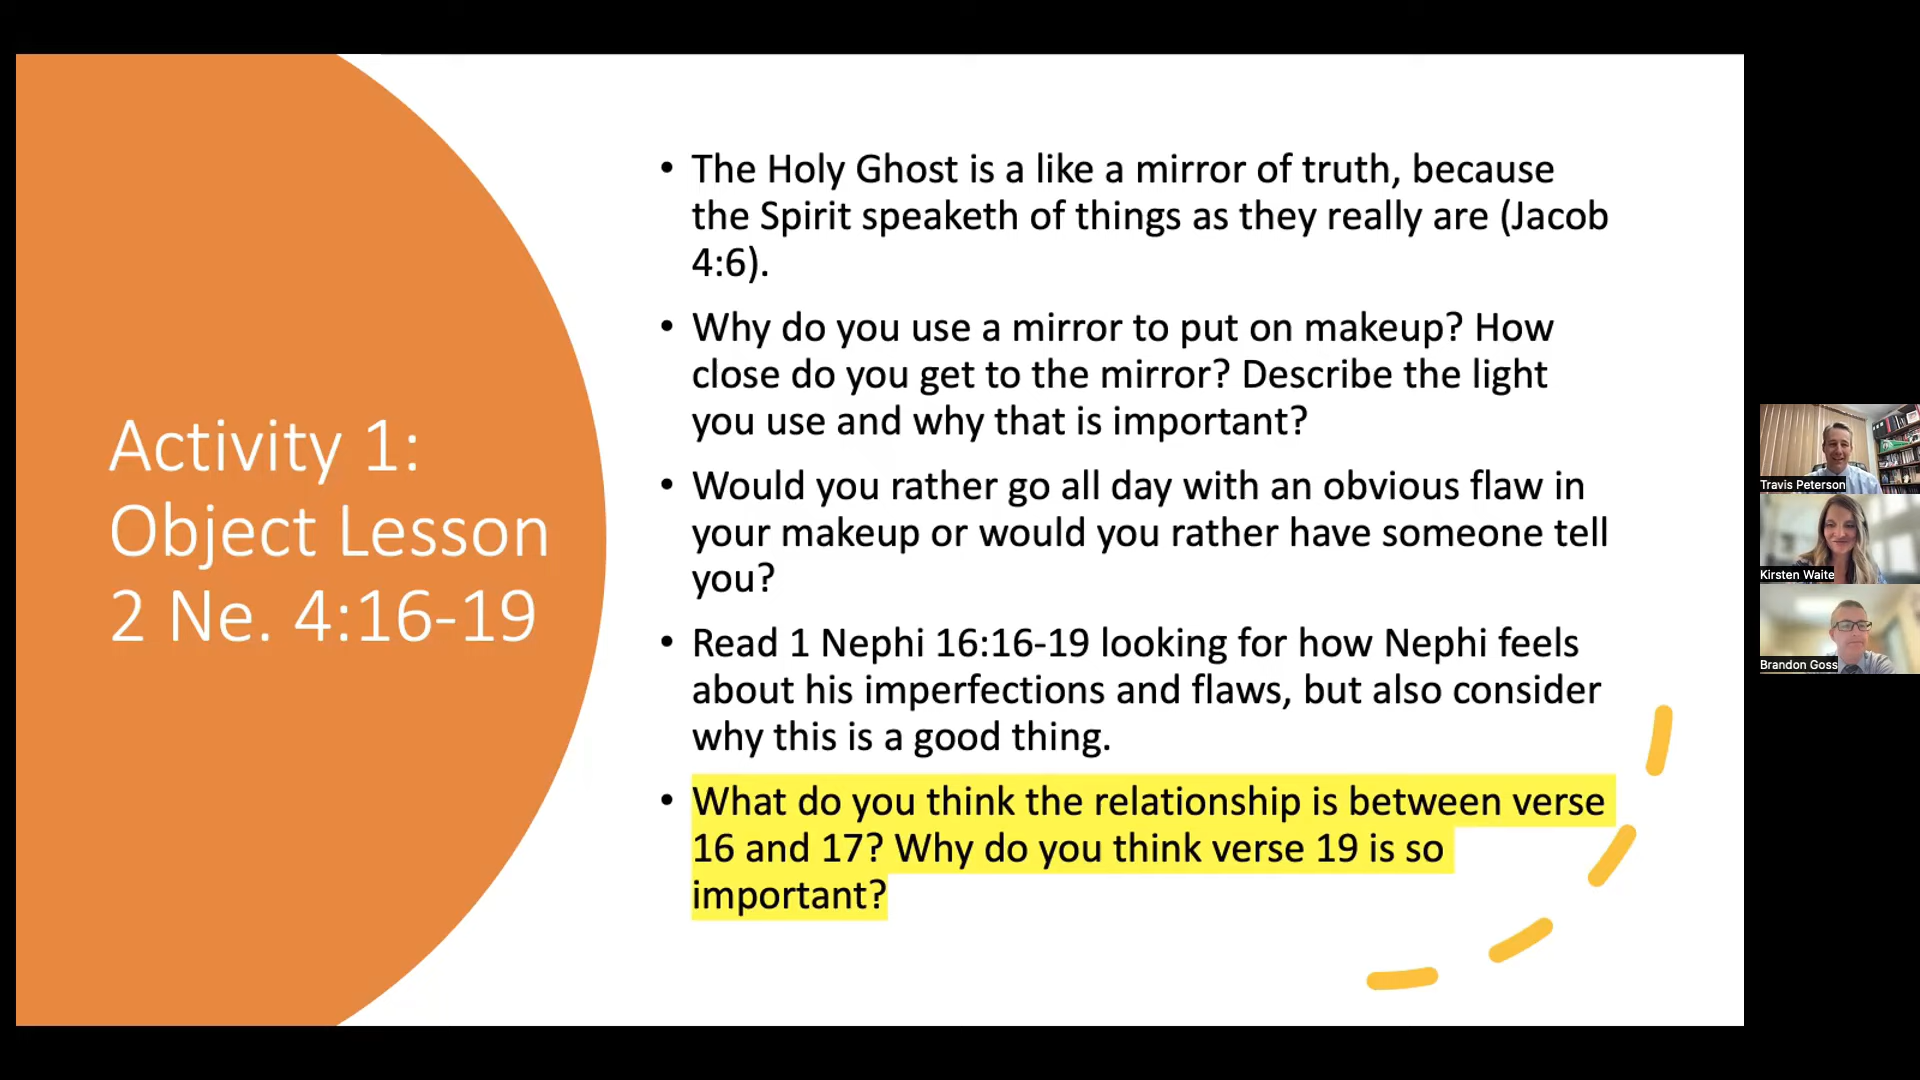 Activity 1:
Object Lesson
2 Ne. 4:16-19
• The Holy Ghost is a like a mirror of truth, because
the Spirit speaketh of things as they really are (Jacob
4:6).
• Why do you use a mirror to put on makeup? How
close do you get to the mirror? Describe the light
you use and why that is important?
• Would you rather go all day with an obvious flaw in
your makeup or would you rather have someone tell
you?
• Read 1 Nephi 16:16-19 looking for how Nephi feels
about his imperfections and flaws, but also consider
why this is a good thing.
• What do you think the relationship is between verse
16 and 17? Why do you think verse 19 is so
important?
Travis Peterson
Kirsten Waite
Brandon Goss